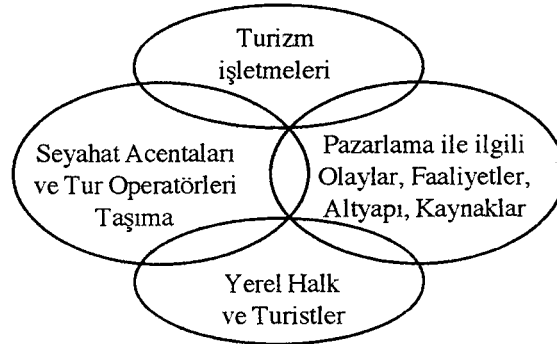 Turizm
işletmeleri
Seyahat Acentaları
ve Tur Operatörleri
Taşıma
Pazarlama ile ilgili
Olaylar, Faaliyetler,
Altyapı, Kaynaklar
Yerel Halk
ve Turistler